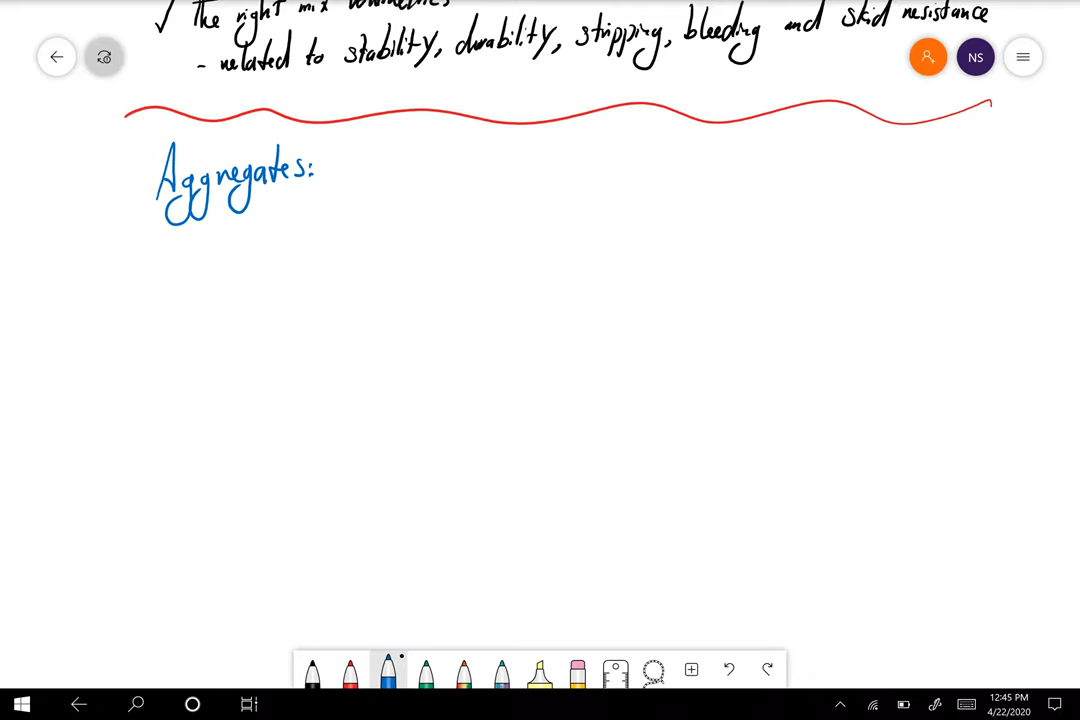 ✓ The right mix volumetrics
- related to stability, durability, stripping, bleeding and skid resistance
NS
Aggregates:
12:45 PM
4/22/2020